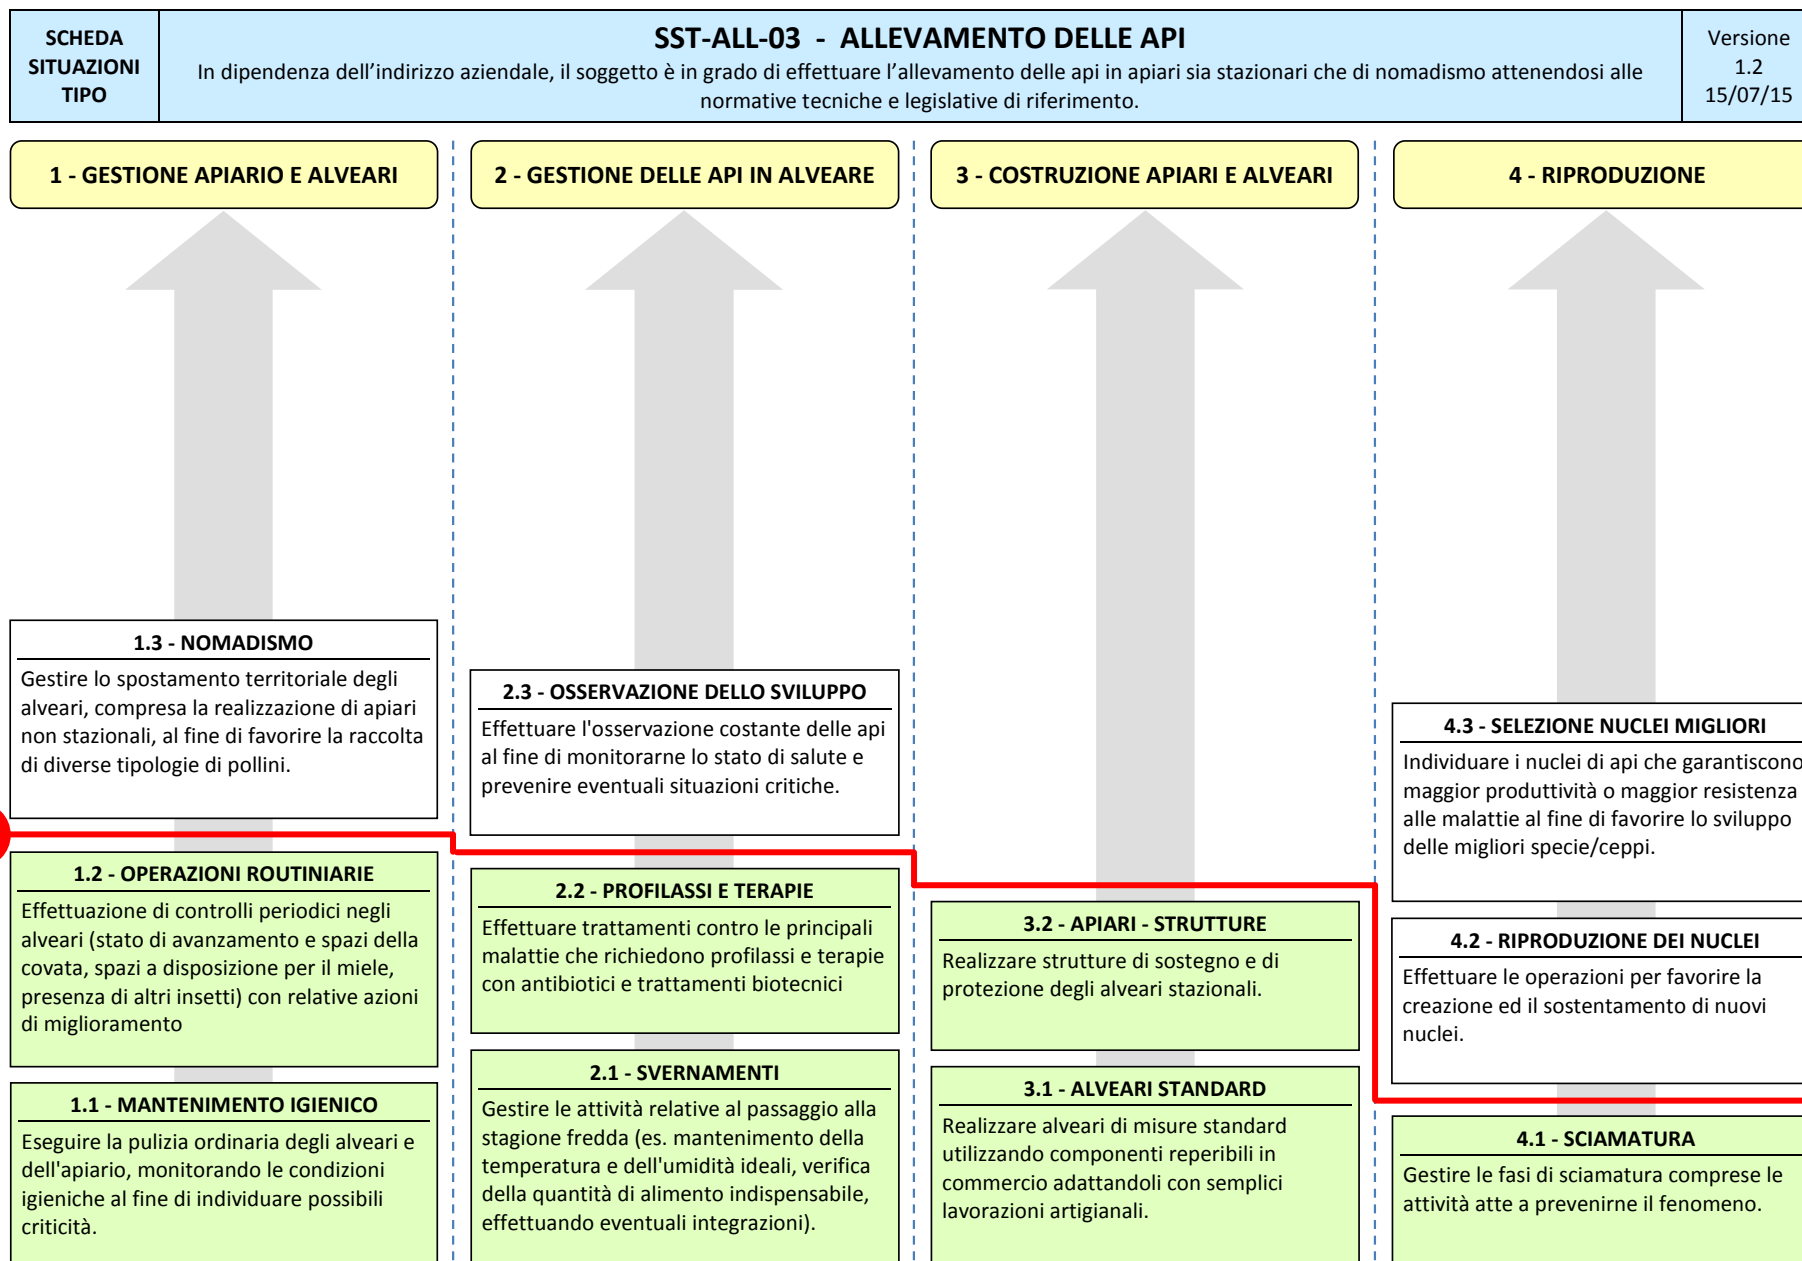 SCHEDA
SITUAZIONI
TIPO
SST-ALL-03 - ALLEVAMENTO DELLE API
In dipendenza dell'indirizzo aziendale, il soggetto è in grado di effettuare l'allevamento delle api in apiari sia stazionari che di nomadismo attenendosi alle
normative tecniche e legislative di riferimento.
Versione
1.2
15/07/15
1 - GESTIONE APIARIO E ALVEARI
2 - GESTIONE DELLE API IN ALVEARE
3 - COSTRUZIONE APIARI E ALVEARI
4 - RIPRODUZIONE
1.3 - NOMADISMO
Gestire lo spostamento territoriale degli
alveari, compresa la realizzazione di apiari
non stazionali, al fine di favorire la raccolta
di diverse tipologie di pollini.
1.2 - OPERAZIONI ROUTINIARIE
Effettuazione di controlli periodici negli
alveari (stato di avanzamento e spazi della
covata, spazi a disposizione per il miele,
presenza di altri insetti) con relative azioni
di miglioramento
1.1 - MANTENIMENTO IGIENICO
Eseguire la pulizia ordinaria degli alveari e
dell'apiario, monitorando le condizioni
igieniche al fine di individuare possibili
criticità.
2.3 - OSSERVAZIONE DELLO SVILUPPO
Effettuare l'osservazione costante delle api
al fine di monitorarne lo stato di salute e
prevenire eventuali situazioni critiche.
2.2 - PROFILASSI E TERAPIE
Effettuare trattamenti contro le principali
malattie che richiedono profilassi e terapie
con antibiotici e trattamenti biotecnici
2.1 - SVERNAMENTI
Gestire le attività relative al passaggio alla
stagione fredda (es. mantenimento della
temperatura e dell'umidità ideali, verifica
della quantità di alimento indispensabile,
effettuando eventuali integrazioni).
3.2 - APIARI - STRUTTURE
Realizzare strutture di sostegno e di
protezione degli alveari stazionali.
3.1 - ALVEARI STANDARD
Realizzare alveari di misure standard
utilizzando componenti reperibili in
commercio adattandoli con semplici
lavorazioni artigianali.
4.3 - SELEZIONE NUCLEI MIGLIORI
Individuare i nuclei di api che garantiscono
maggior produttività o maggior resistenza
alle malattie al fine di favorire lo sviluppo
delle migliori specie/ceppi.
4.2 - RIPRODUZIONE DEI NUCLEI
Effettuare le operazioni per favorire la
creazione ed il sostentamento di nuovi
nuclei.
4.1 - SCIAMATURA
Gestire le fasi di sciamatura comprese le
attività atte a prevenirne il fenomeno.